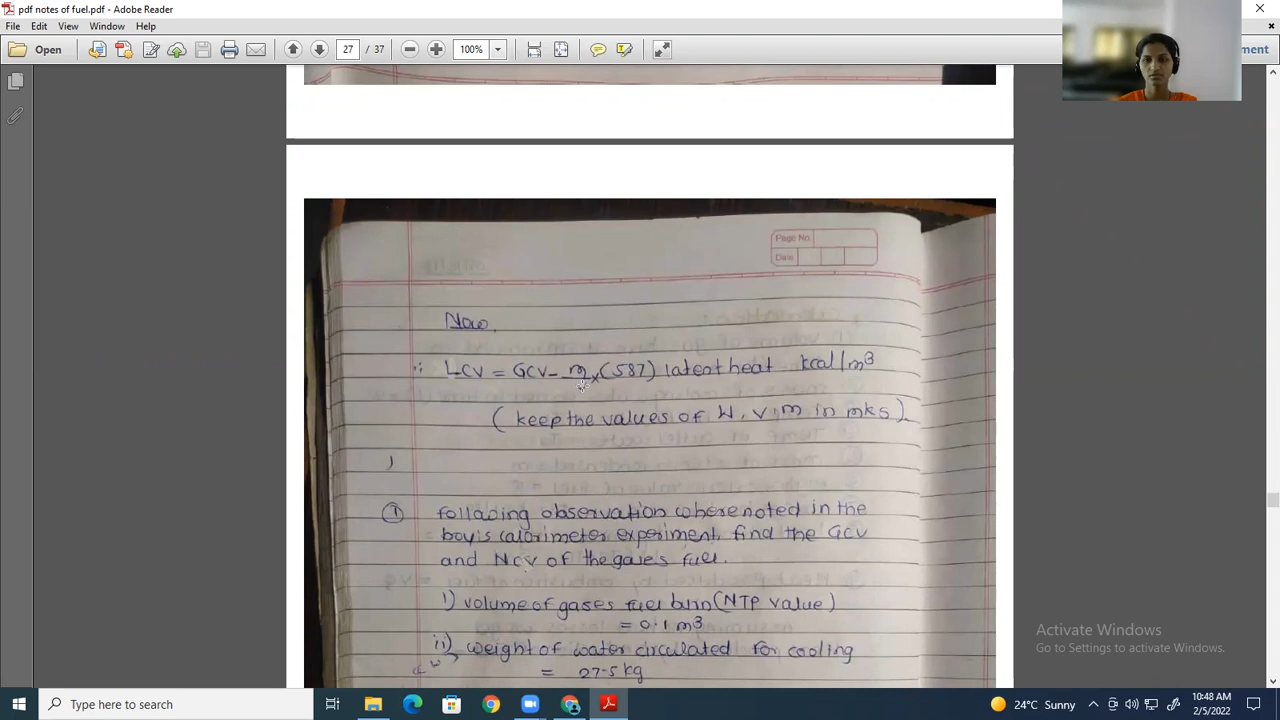 pdf notes of fuel.pdf - Adobe Reader
File Edit View Window Help
Open 27 / 37 100% ment
Page No
Date
Now,
∴ LCV = GCV - m x (587) latent heat kcal/m³
(keep the values of W, V, m in mks)
① following observation where noted in the
boy's calorimeter experiment, find the GCV
and NCV of the gases fuel.
i) volume of gases fuel burn (NTP value)
= 0.1 m³
ii) weight of water circulated for cooling
= 27.5 kg
Activate Windows
Go to Settings to activate Windows.
Type here to search
24°C Sunny
10:48 AM
2/5/2022